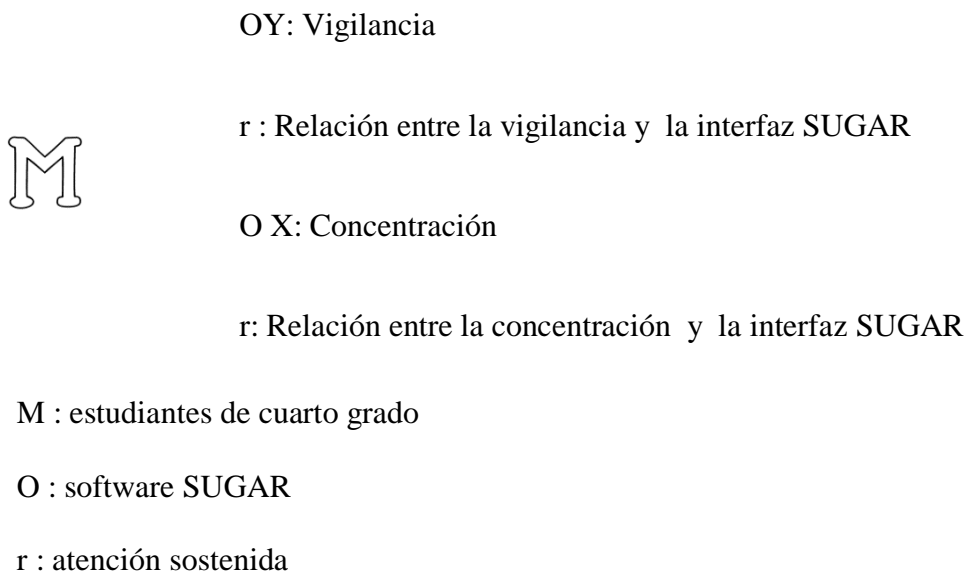 OY: Vigilancia
r : Relación entre la vigilancia y la interfaz SUGAR
M
O X: Concentración
r: Relación entre la concentración y la interfaz SUGAR
M : estudiantes de cuarto grado
O : software SUGAR
r : atención sostenida